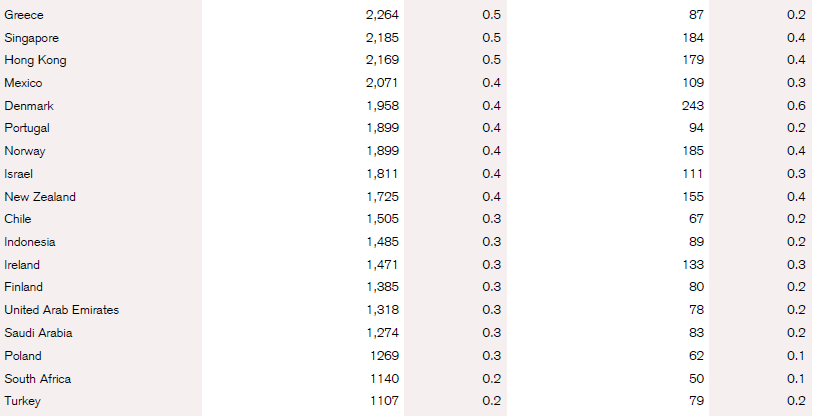 Greece 2,264 0.5 87 0.2
Singapore 2,185 0.5 184 0.4
Hong Kong 2,169 0.5 179 0.4
Mexico 2,071 0.4 109 0.3
Denmark 1,958 0.4 243 0.6
Portugal 1,899 0.4 94 0.2
Norway 1,899 0.4 185 0.4
Israel 1,811 0.4 111 0.3
New Zealand 1,725 0.4 155 0.4
Chile 1,505 0.3 67 0.2
Indonesia 1,485 0.3 89 0.2
Ireland 1,471 0.3 133 0.3
Finland 1,385 0.3 80 0.2
United Arab Emirates 1,318 0.3 78 0.2
Saudi Arabia 1,274 0.3 83 0.2
Poland 1269 0.3 62 0.1
South Africa 1140 0.2 50 0.1
Turkey 1107 0.2 79 0.2